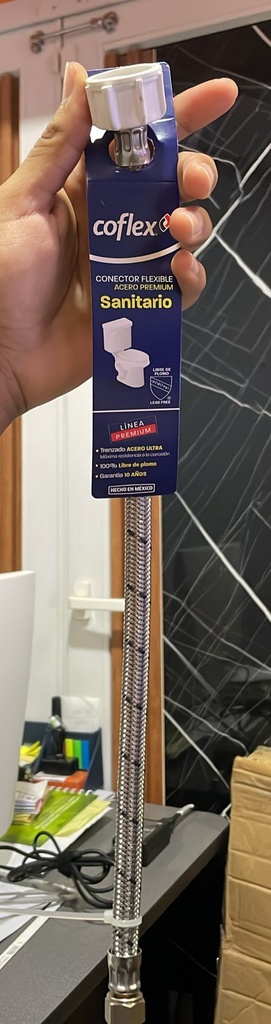 coflex
CONECTOR FLEXIBLE
ACERO PREMIUM
Sanitario
LIBRE DE
PLOMO
LEAD FREE
LÍNEA
PREMIUM
• Trenzado ACERO ULTRA
Máxima resistencia a la corrosión
• 100% Libre de plomo
• Garantía 10 AÑOS
HECHO EN MÉXICO